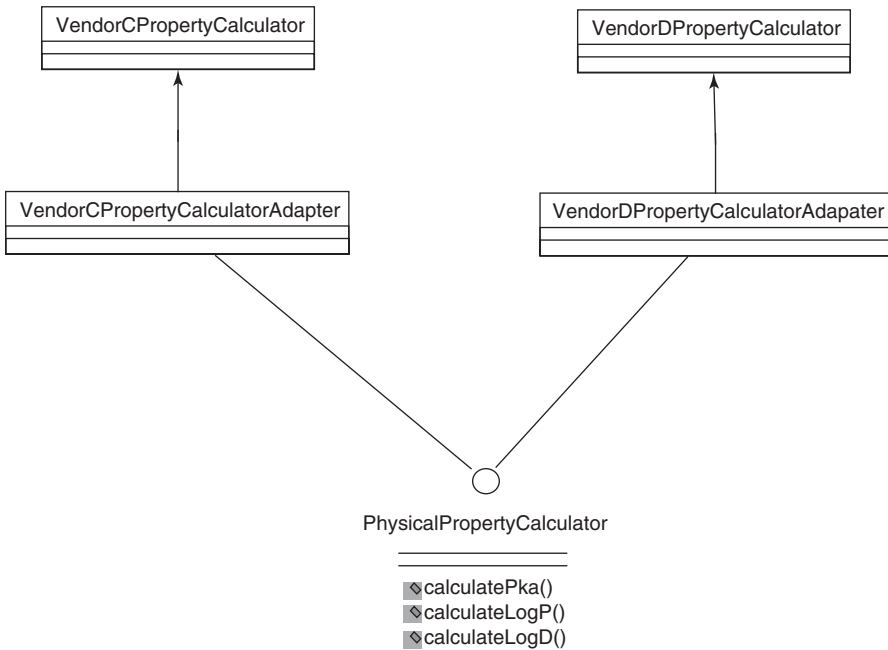 VendorCPropertyCalculator
VendorDPropertyCalculator
VendorCPropertyCalculatorAdapter
VendorDPropertyCalculatorAdapater
PhysicalPropertyCalculator
calculatePka()
calculateLogP()
calculateLogD()